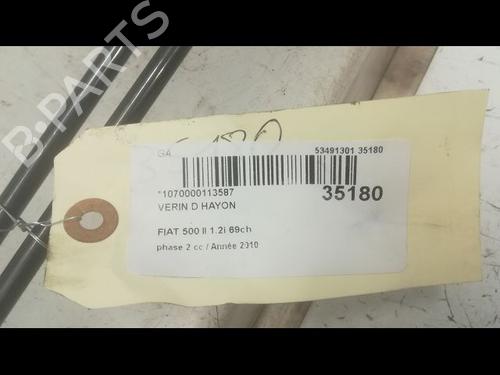 B-PARTS
35180
GA
53491301 35180
*1070000113587
35180
VERIN D HAYON
FIAT 500 II 1.2i 69ch
phase 2 cc / Année 2010